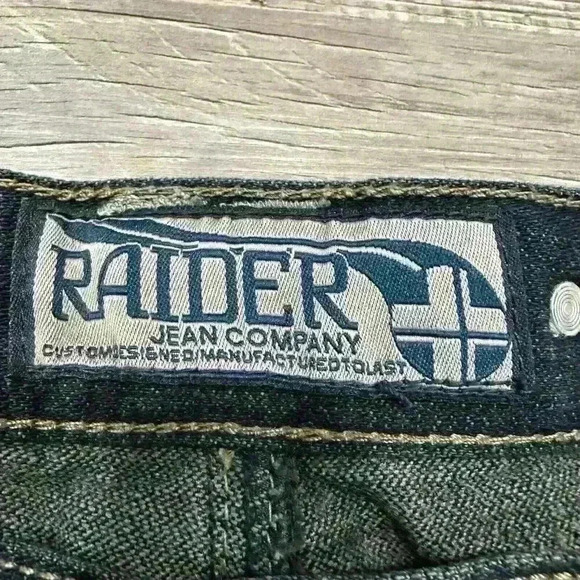 RAIDER
JEAN COMPANY
CUSTOMDESIGNED/MANUFACTUREDTOLAST